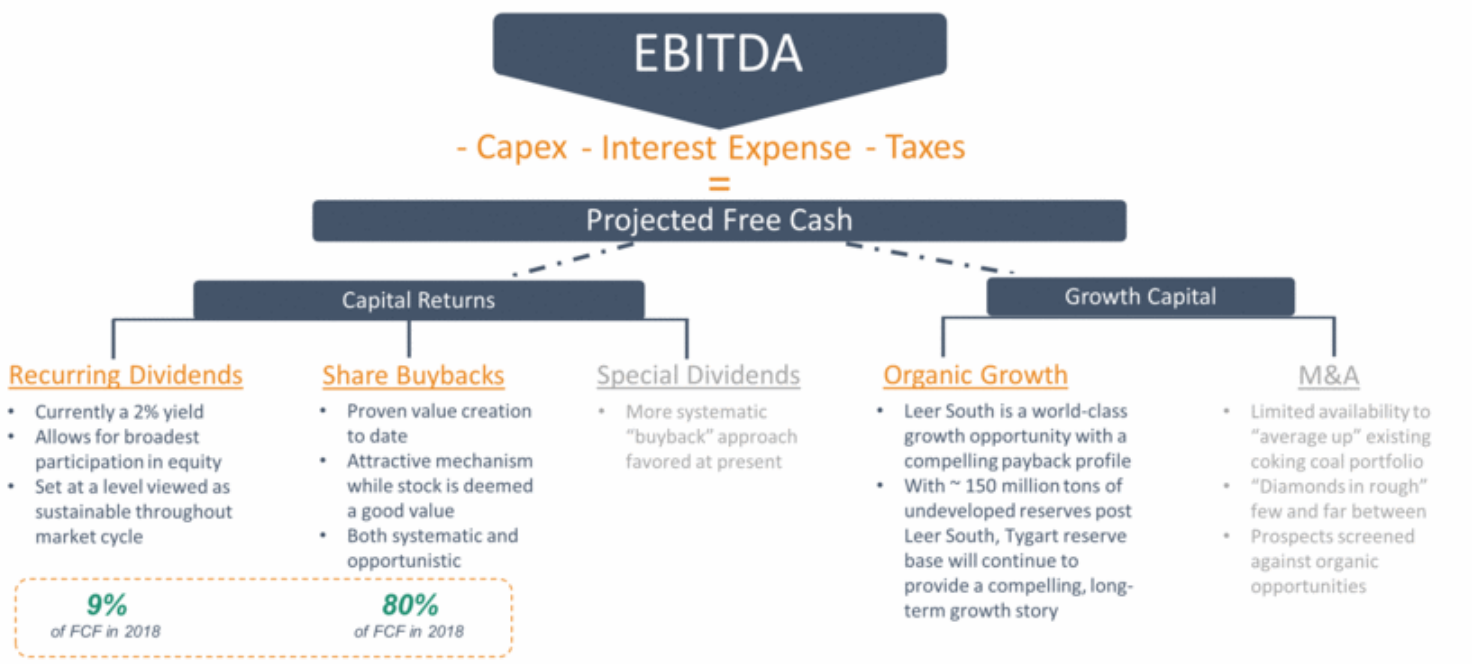 EBITDA
- Capex - Interest Expense - Taxes
=
Projected Free Cash
Capital Returns
Recurring Dividends
• Currently a 2% yield
• Allows for broadest
participation in equity
• Set at a level viewed as
sustainable throughout
market cycle
9%
of FCF in 2018
Share Buybacks
• Proven value creation
to date
• Attractive mechanism
while stock is deemed
a good value
• Both systematic and
opportunistic
80%
of FCF in 2018
Special Dividends
• More systematic
"buyback" approach
favored at present
Growth Capital
Organic Growth
• Leer South is a world-class
growth opportunity with a
compelling payback profile
• With ~ 150 million tons of
undeveloped reserves post
Leer South, Tygart reserve
base will continue to
provide a compelling, long-
term growth story
M&A
• Limited availability to
"average up" existing
coking coal portfolio
• "Diamonds in rough"
few and far between
• Prospects screened
against organic
opportunities